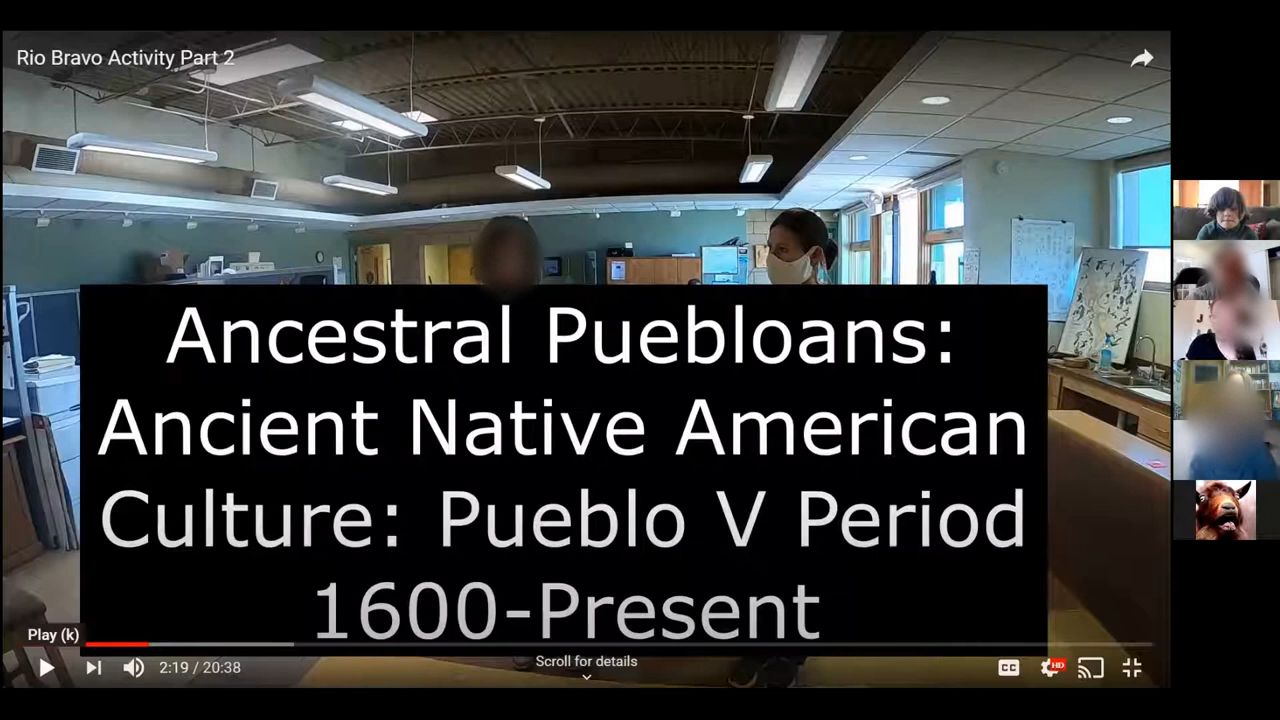 Rio Bravo Activity Part 2
Ancestral Puebloans:
Ancient Native American
Culture: Pueblo V Period
1600-Present
Play (k)
2:19 / 20:38
Scroll for details
CC
HD